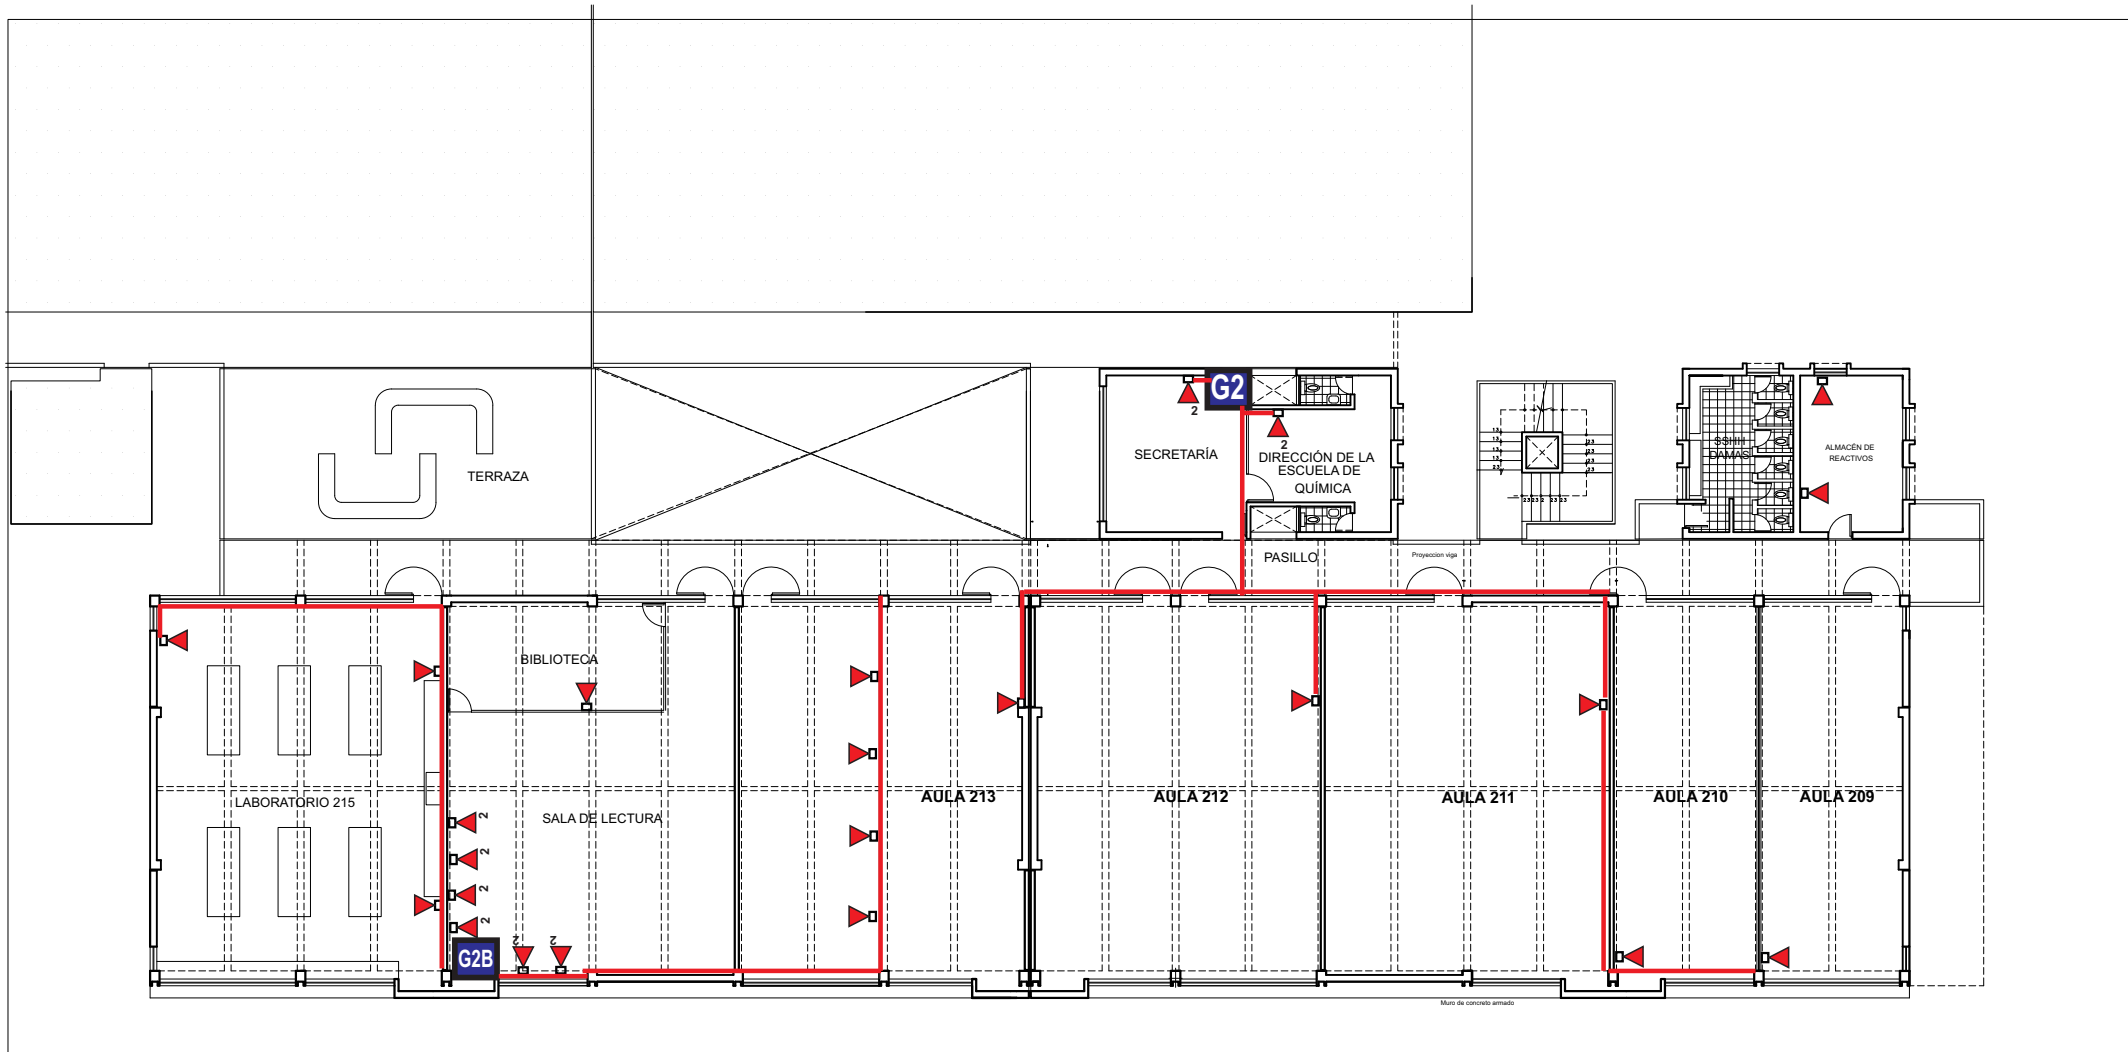 G2
2
2
SECRETARÍA
DIRECCIÓN DE LA
ESCUELA DE
QUÍMICA
SSHH
DAMAS
ALMACÉN DE
REACTIVOS
TERRAZA
PASILLO
Proyeccion viga
BIBLIOTECA
LABORATORIO 215
SALA DE LECTURA
AULA 213
AULA 212
AULA 211
AULA 210
AULA 209
2
2
2
2
2
2
G2B
Muro de concreto armado